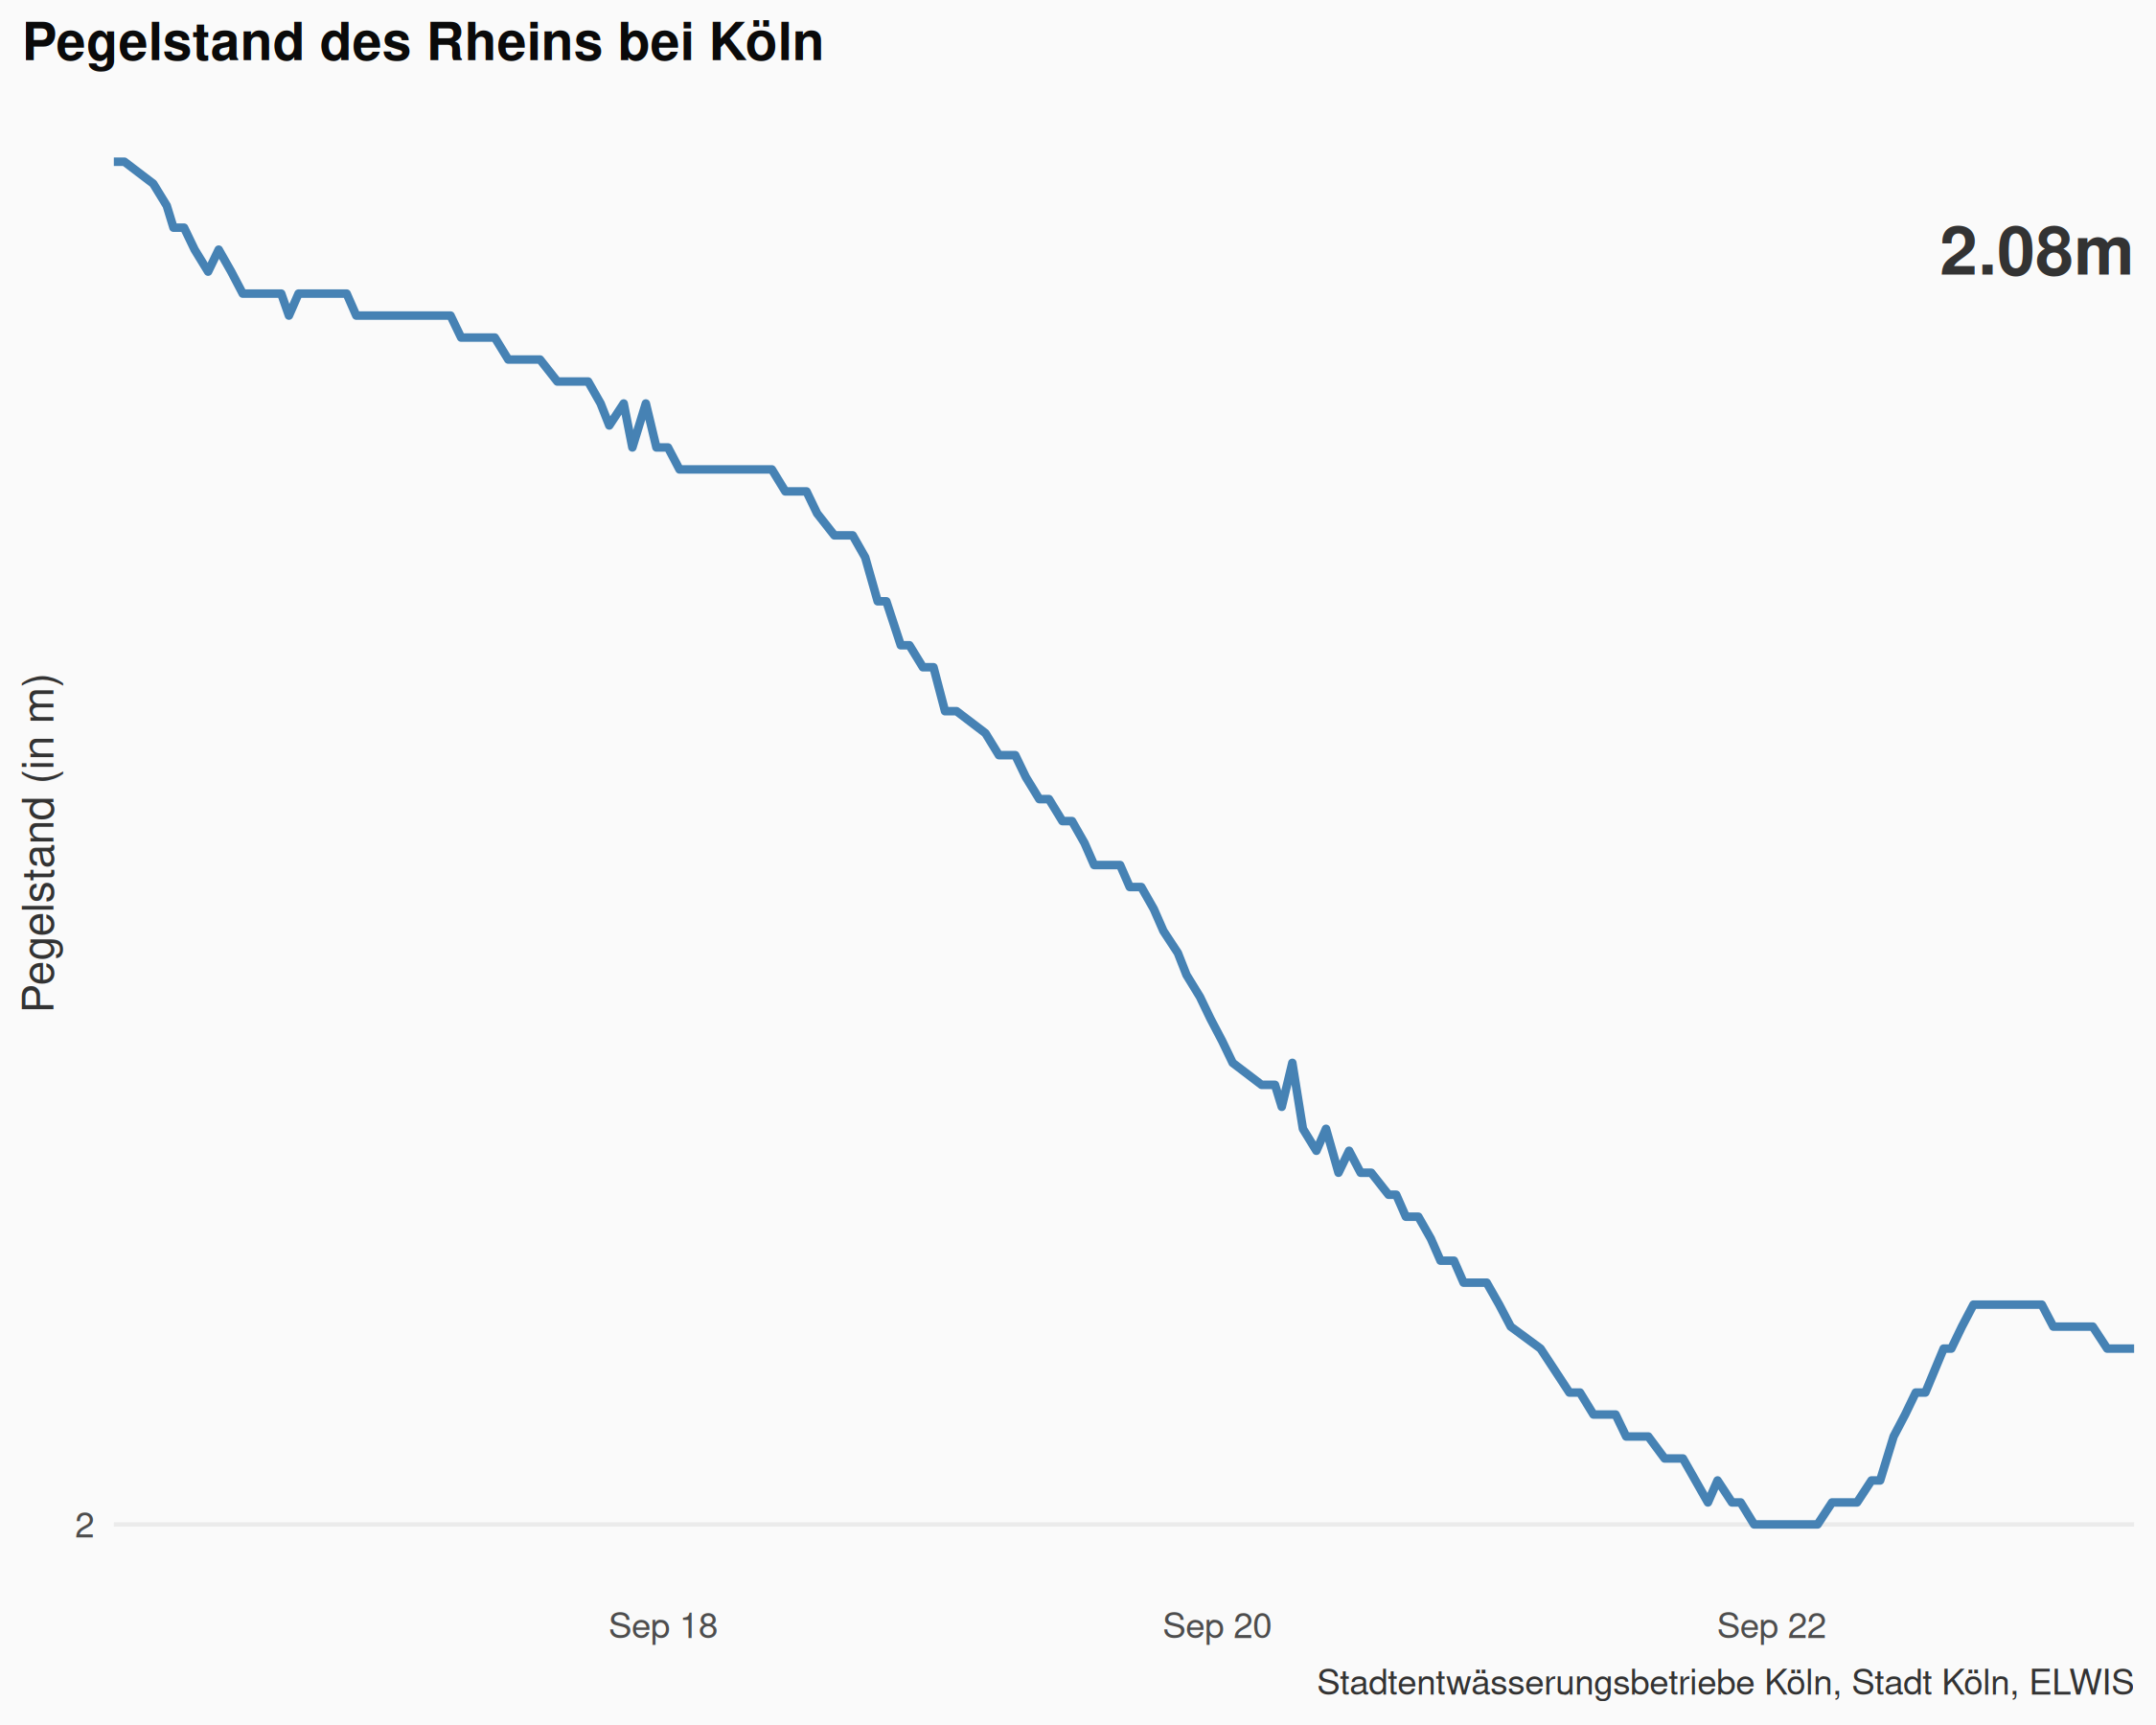 Pegelstand des Rheins bei Köln
2.08m
Pegelstand (in m)
2
Sep 18
Sep 20
Sep 22
Stadtentwässerungsbetriebe Köln, Stadt Köln, ELWIS